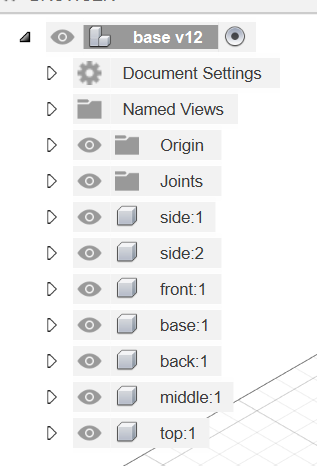 base v12
Document Settings
Named Views
Origin
Joints
side:1
side:2
front:1
base:1
back:1
middle:1
top:1